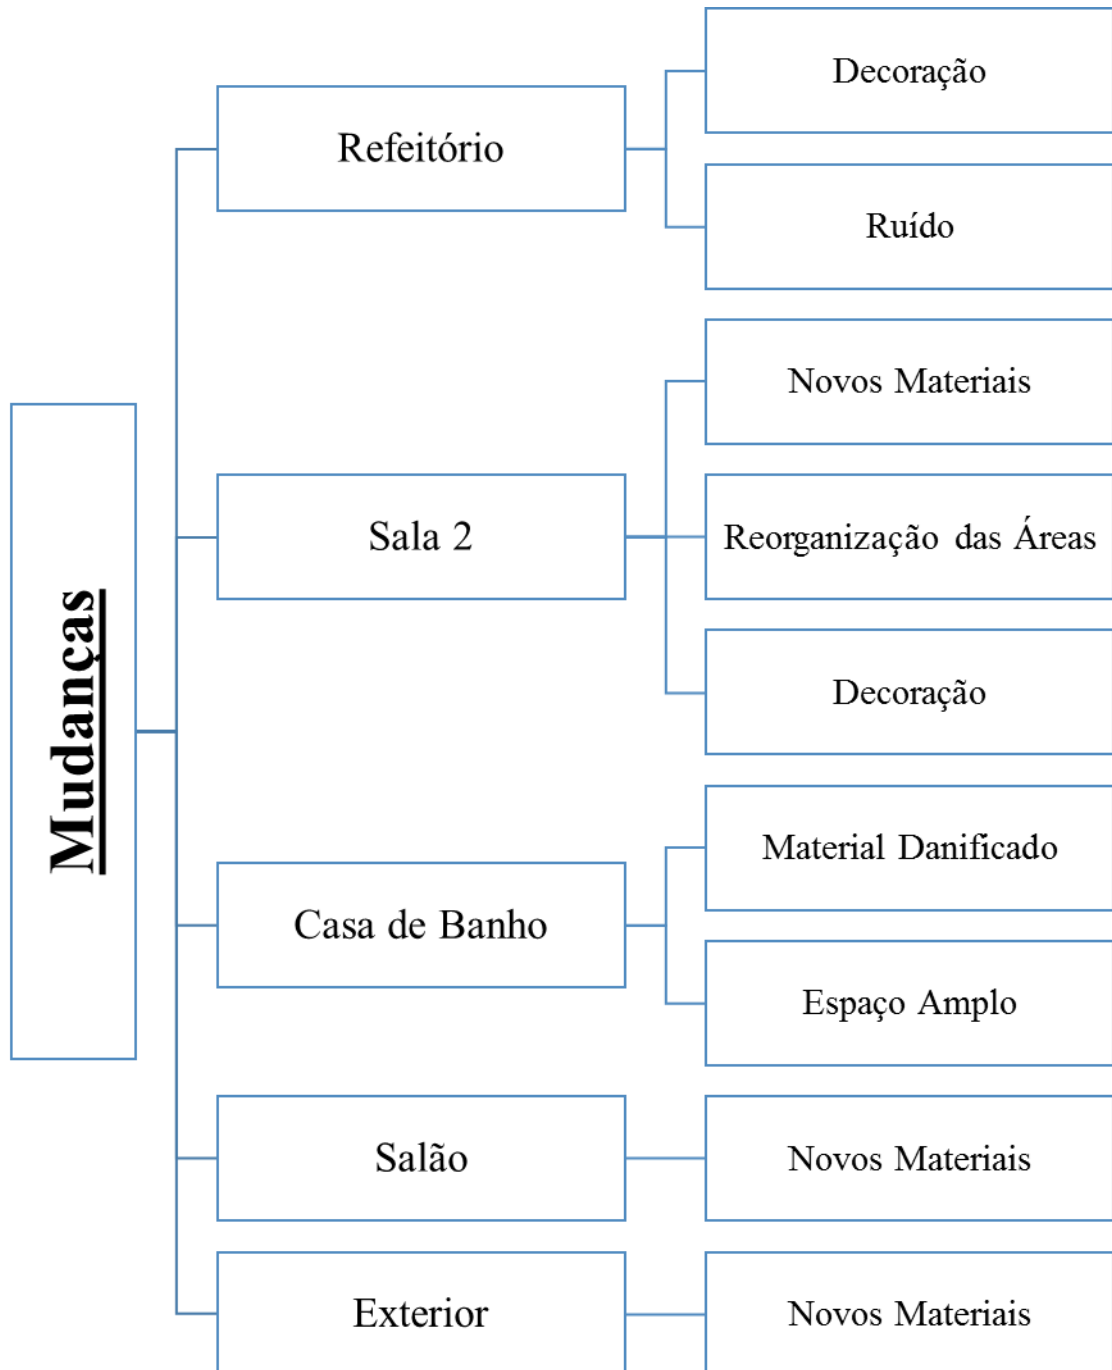 Mudanças
Refeitório
Decoração
Ruído
Sala 2
Novos Materiais
Reorganização das Áreas
Decoração
Casa de Banho
Material Danificado
Espaço Amplo
Salão
Novos Materiais
Exterior
Novos Materiais